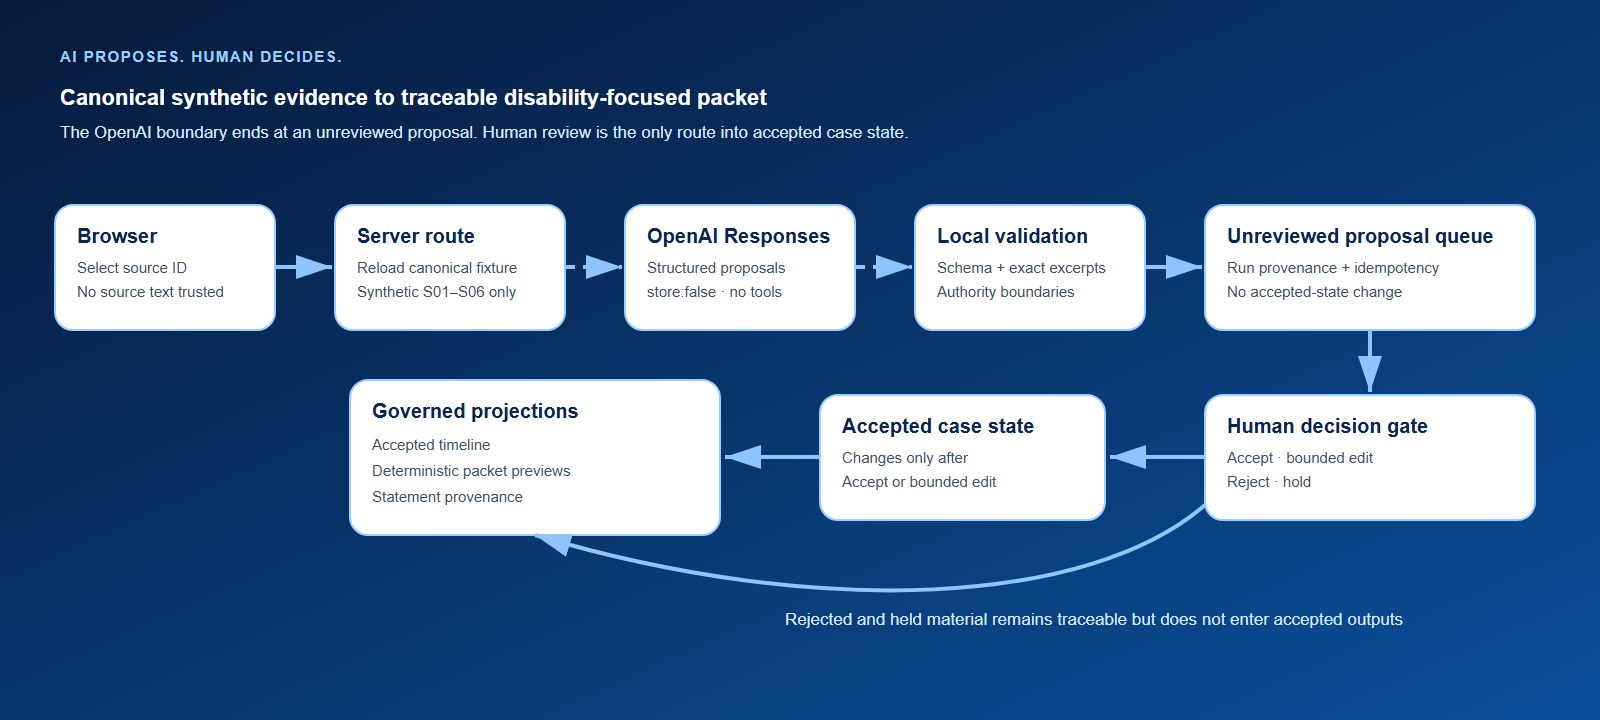 AI PROPOSES. HUMAN DECIDES.
Canonical synthetic evidence to traceable disability-focused packet
The OpenAI boundary ends at an unreviewed proposal. Human review is the only route into accepted case state.
Browser
Select source ID
No source text trusted
Server route
Reload canonical fixture
Synthetic S01–S06 only
OpenAI Responses
Structured proposals
store:false · no tools
Local validation
Schema + exact excerpts
Authority boundaries
Unreviewed proposal queue
Run provenance + idempotency
No accepted-state change
Governed projections
Accepted timeline
Deterministic packet previews
Statement provenance
Accepted case state
Changes only after
Accept or bounded edit
Human decision gate
Accept · bounded edit
Reject · hold
Rejected and held material remains traceable but does not enter accepted outputs